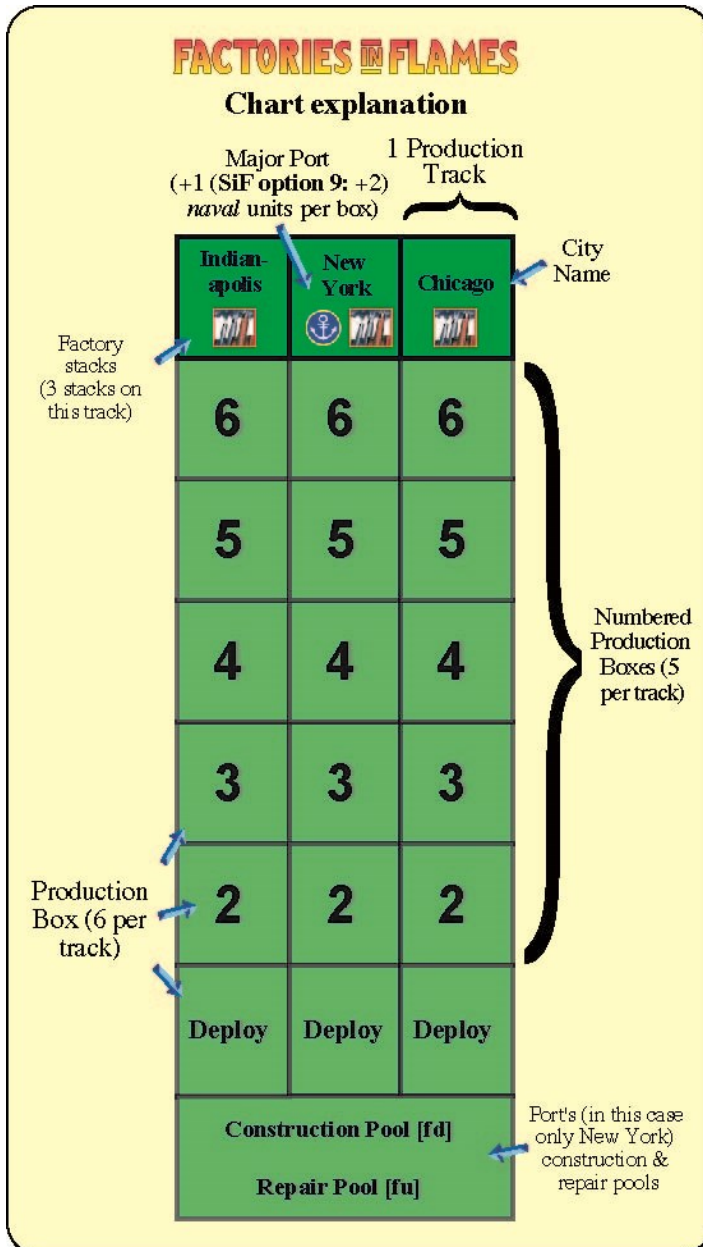 FACTORIES IN FLAMES
Chart explanation
Major Port
(+1 (SiF option 9: +2)
naval units per box)
1 Production
Track
City
Name
Indian-
apolis
New
York
Chicago
Factory
stacks
(3 stacks on
this track)
6 6 6
5 5 5
4 4 4
3 3 3
2 2 2
Numbered
Production
Boxes (5
per track)
Production
Box (6 per
track)
Deploy Deploy Deploy
Construction Pool [fd]
Repair Pool [fu]
Port's (in this case
only New York)
construction &
repair pools